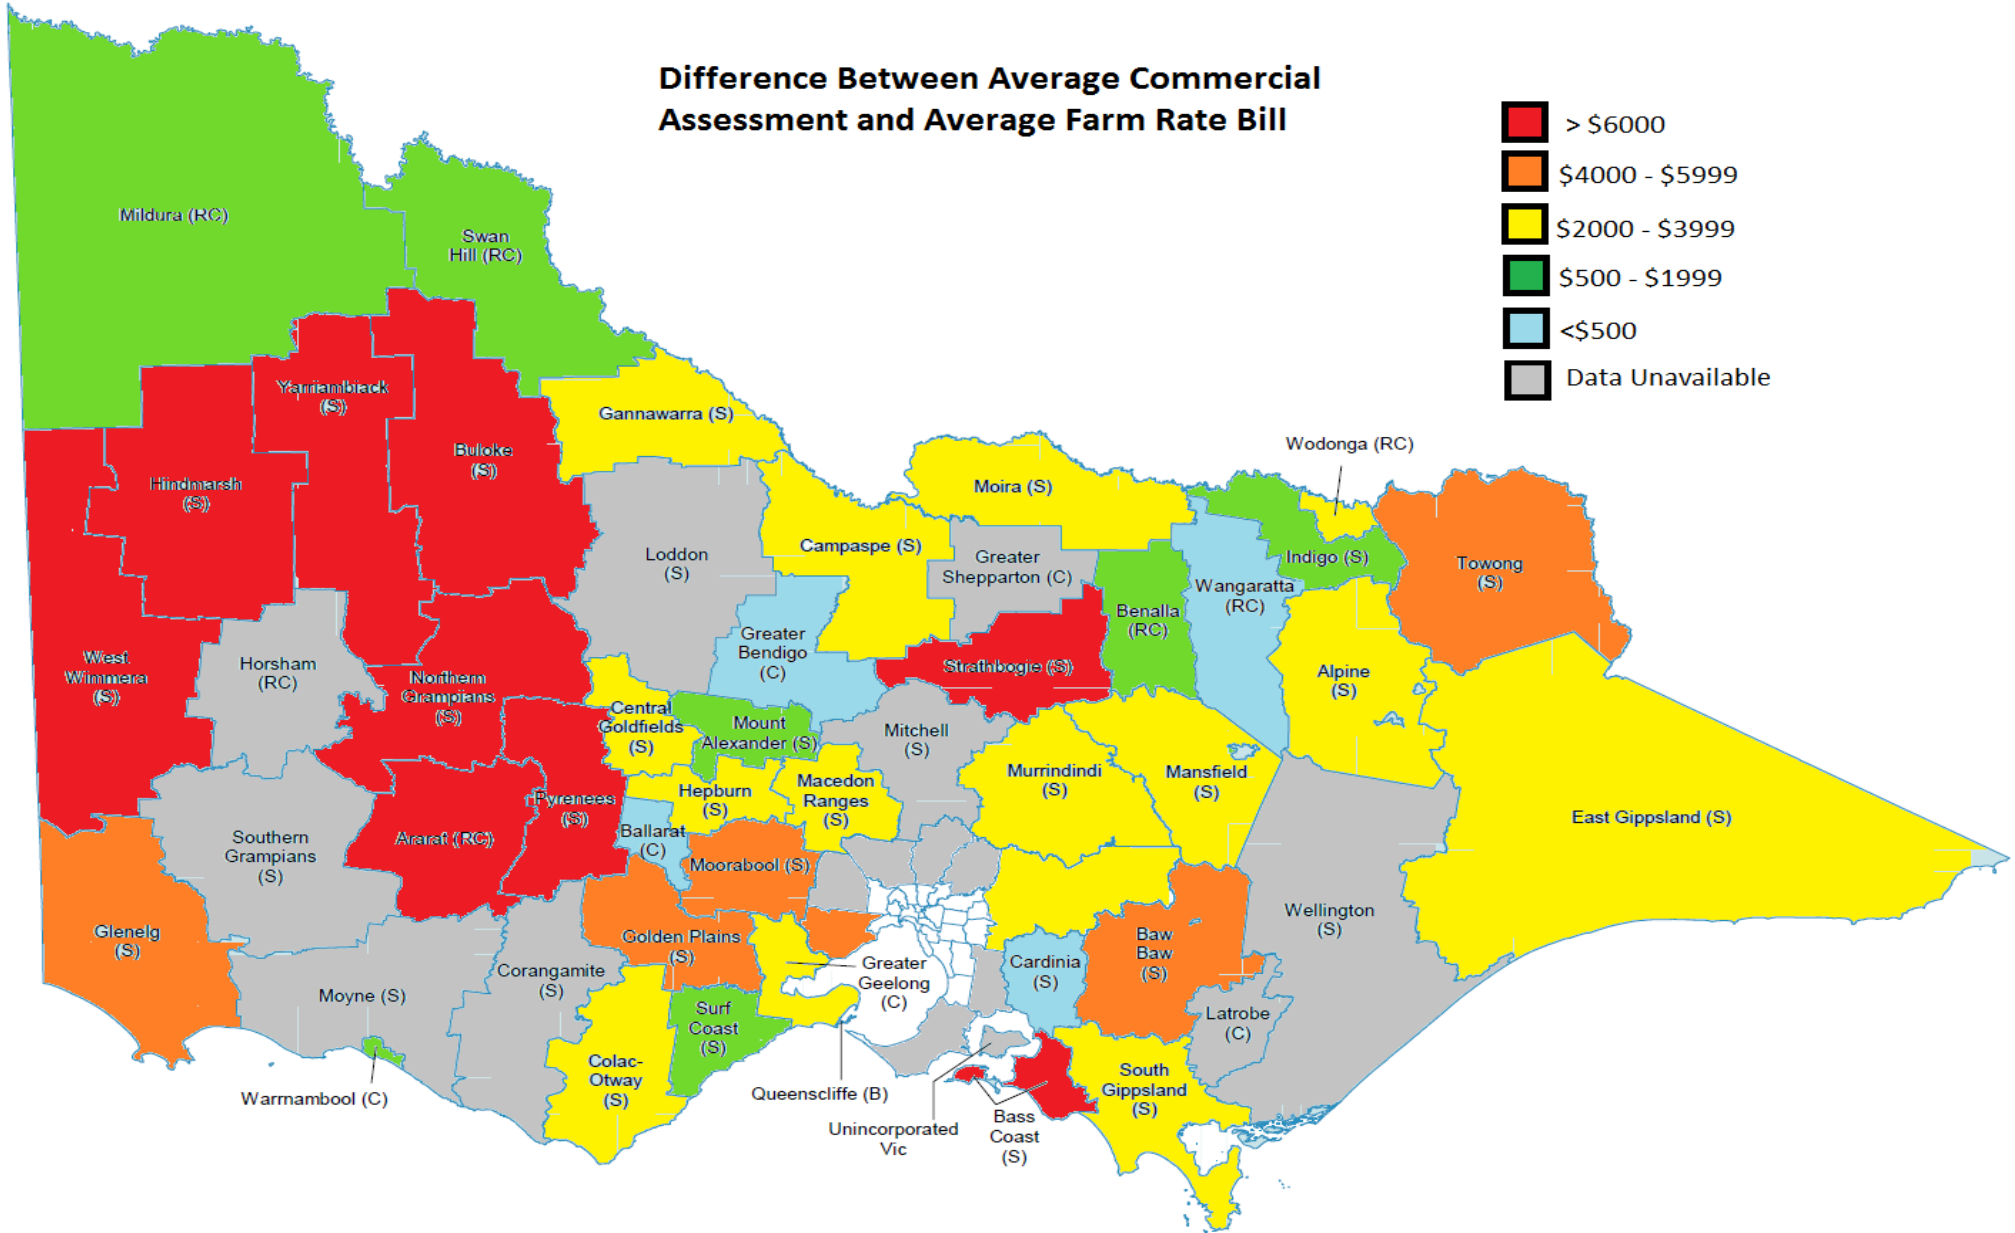 Difference Between Average Commercial
Assessment and Average Farm Rate Bill
> $6000
$4000 - $5999
$2000 - $3999
$500 - $1999
<$500
Data Unavailable
Mildura (RC)
Swan
Hill (RC)
Yarriambiack
(S)
Gannawarra (S)
Buloke
(S)
Hindmarsh
(S)
Wodonga (RC)
Moira (S)
Campaspe (S)
Loddon
(S)
Greater
Shepparton (C)
Indigo (S)
Towong
(S)
Wangaratta
(RC)
Benalla
(RC)
Greater
Bendigo
(C)
Strathbogie (S)
Alpine
(S)
West
Wimmera
(S)
Horsham
(RC)
Northern
Grampians
(S)
Central
Goldfields
(S)
Mount
Alexander (S)
Mitchell
(S)
Murrindindi
(S)
Mansfield
(S)
Hepburn
(S)
Macedon
Ranges
(S)
Pyrenees
(S)
East Gippsland (S)
Southern
Grampians
(S)
Ararat (RC)
Ballarat
(C)
Moorabool (S)
Glenelg
(S)
Golden Plains
(S)
Wellington
(S)
Baw
Baw
(S)
Corangamite
(S)
Moyne (S)
Greater
Geelong
(C)
Cardinia
(S)
Surf
Coast
(S)
Latrobe
(C)
Colac-
Otway
(S)
South
Gippsland
(S)
Warrnambool (C)
Queenscliffe (B)
Unincorporated
Vic
Bass
Coast
(S)